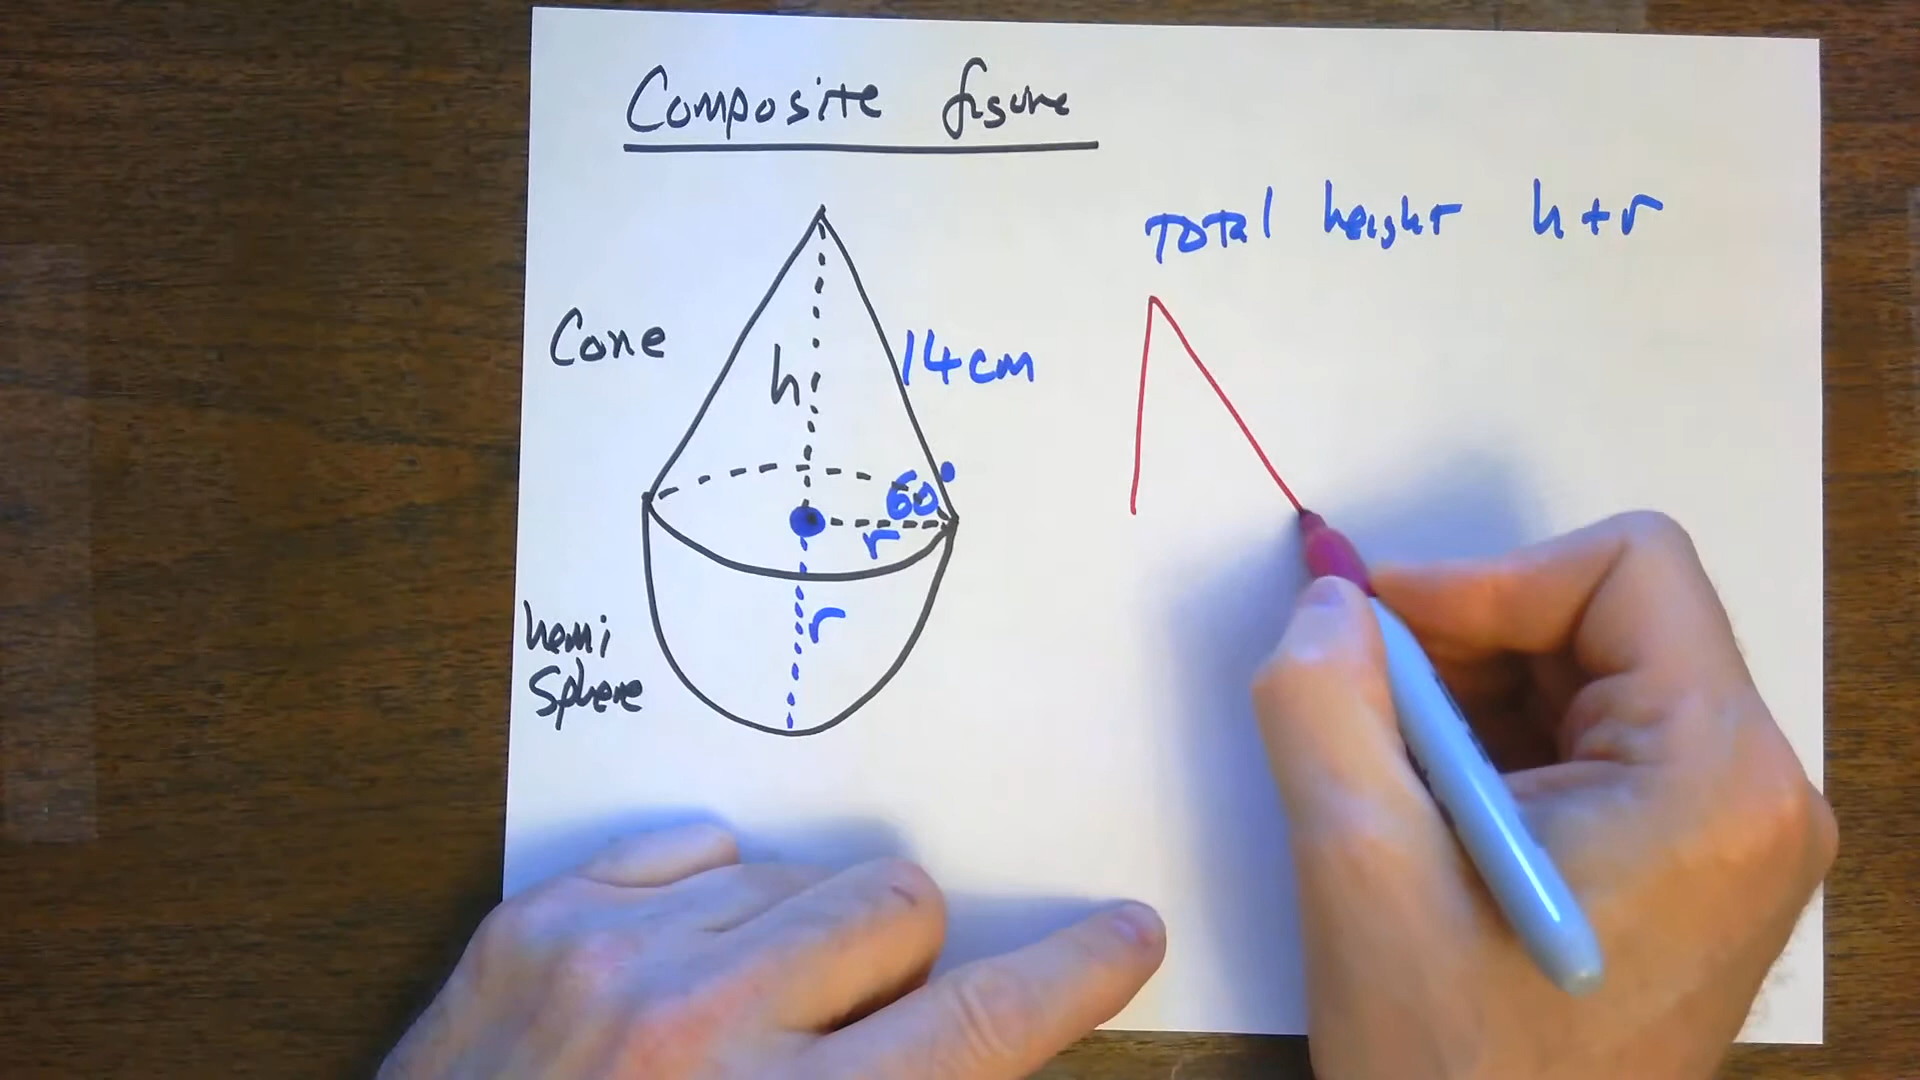 Composite figure
Total height h+r
Cone
h
14cm
60°
r
hemi
r
Sphere